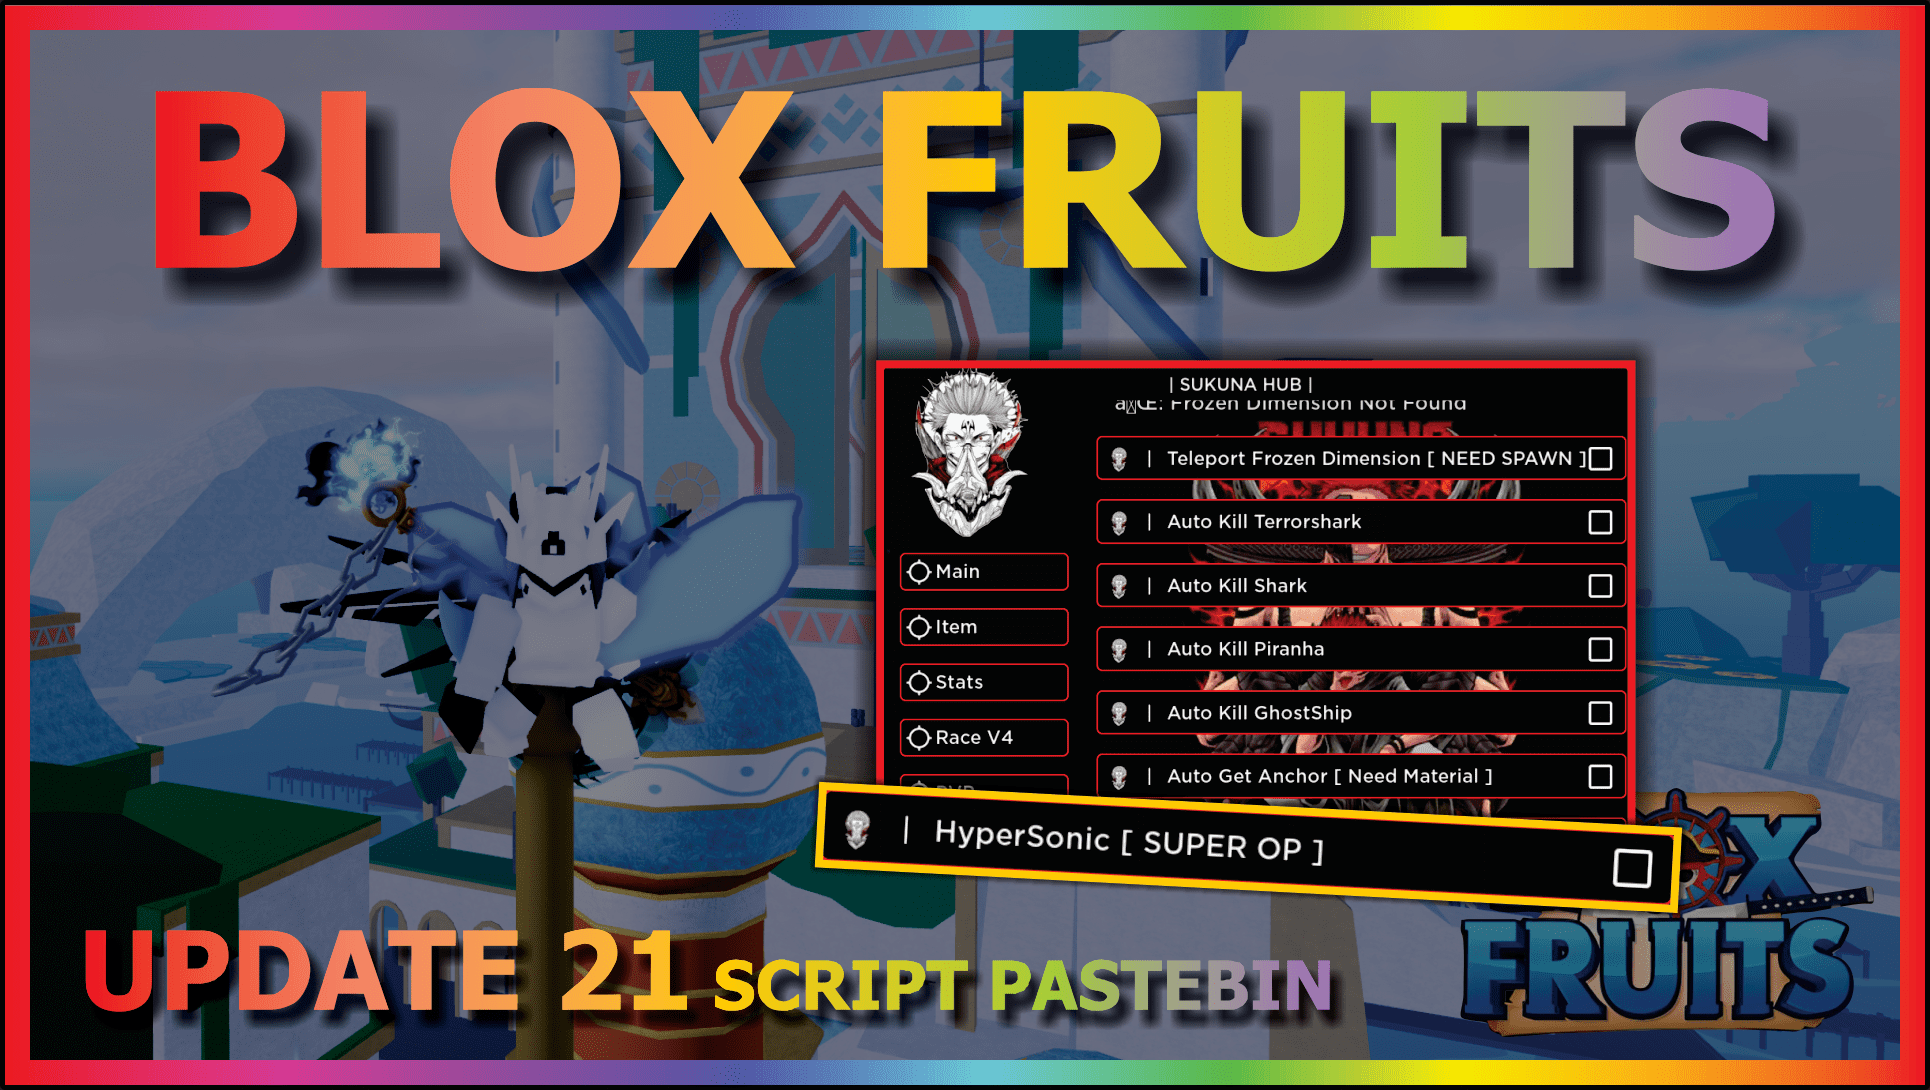 BLOX FRUITS
| SUKUNA HUB |
Frozen Dimension Not Found
| Teleport Frozen Dimension [ NEED SPAWN ]
| Auto Kill Terrorshark
| Auto Kill Shark
| Auto Kill Piranha
| Auto Kill GhostShip
| Auto Get Anchor [ Need Material ]
Main
Item
Stats
Race V4
| HyperSonic [ SUPER OP ]
UPDATE 21 SCRIPT PASTEBIN
FRUITS